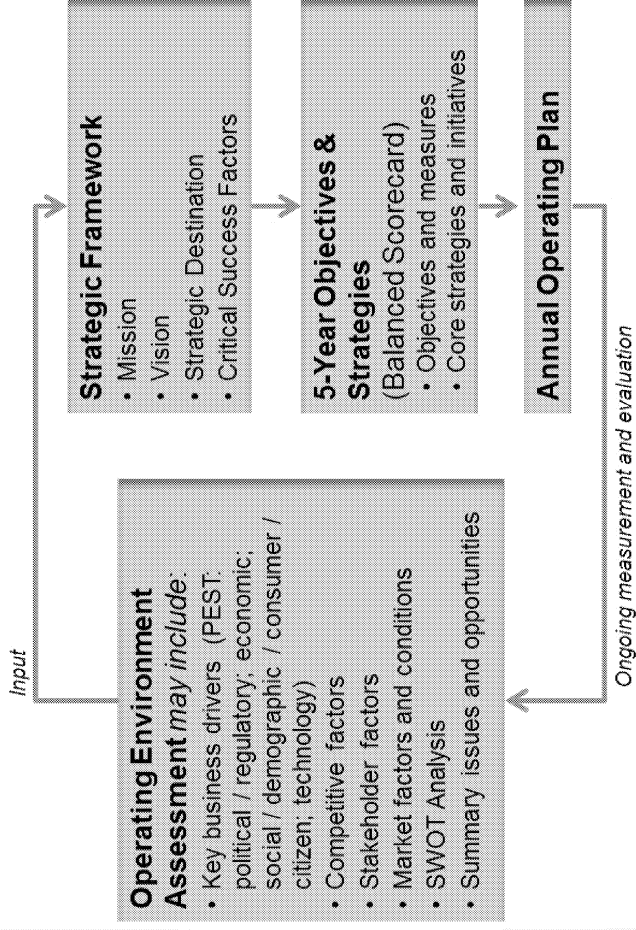 Input
Operating Environment
Assessment may include:
• Key business drivers (PEST:
political / regulatory; economic;
social / demographic / consumer /
citizen; technology)
• Competitive factors
• Stakeholder factors
• Market factors and conditions
• SWOT Analysis
• Summary issues and opportunities
Strategic Framework
• Mission
• Vision
• Strategic Destination
• Critical Success Factors
5-Year Objectives &
Strategies
(Balanced Scorecard)
• Objectives and measures
• Core strategies and initiatives
Annual Operating Plan
Ongoing measurement and evaluation